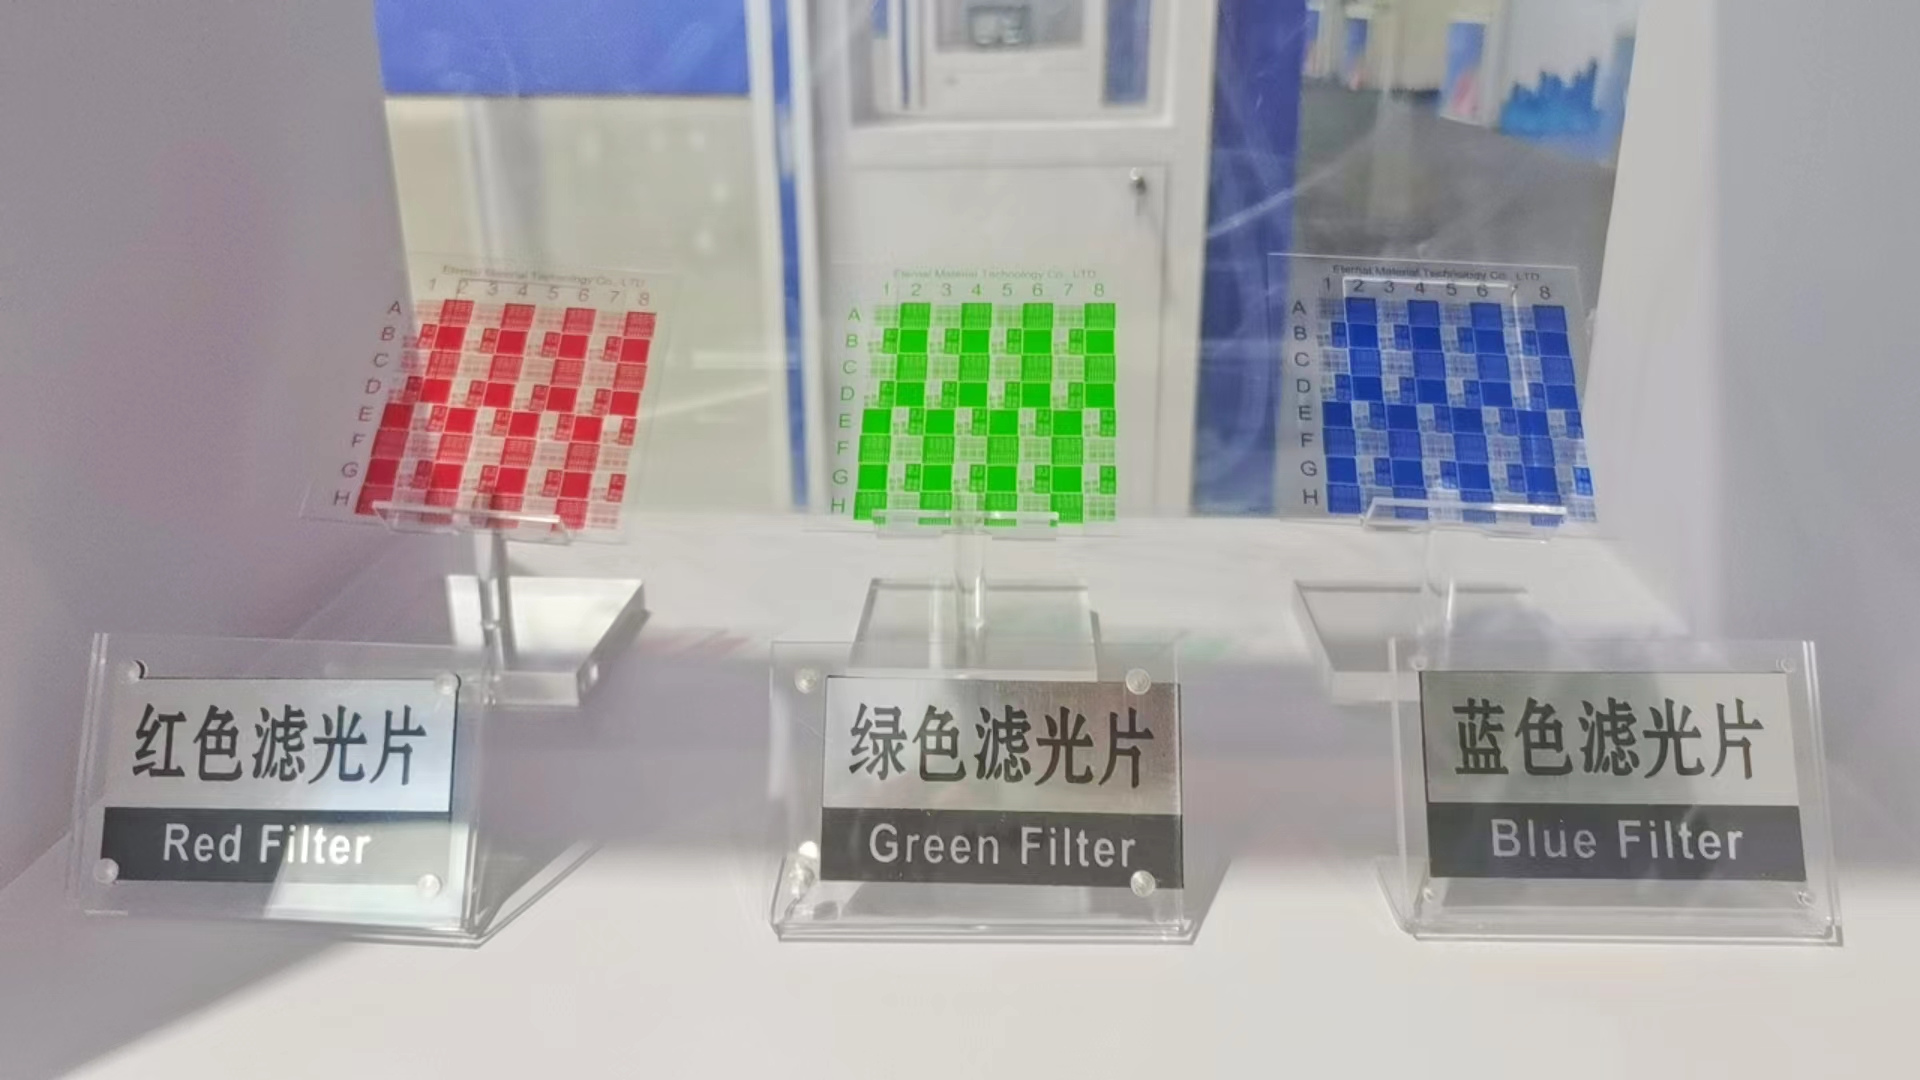 Eternal Material Technology Co., LTD
1 2 3 4 5 6 7 8
A
B
C
D
E
F
G
H
Eternal Material Technology Co., LTD
1 2 3 4 5 6 7 8
A
B
C
D
E
F
G
H
Eternal Material Technology Co., LTD
1 2 3 4 5 6 8
A
B
C
D
E
F
G
H
红色滤光片
Red Filter
绿色滤光片
Green Filter
蓝色滤光片
Blue Filter